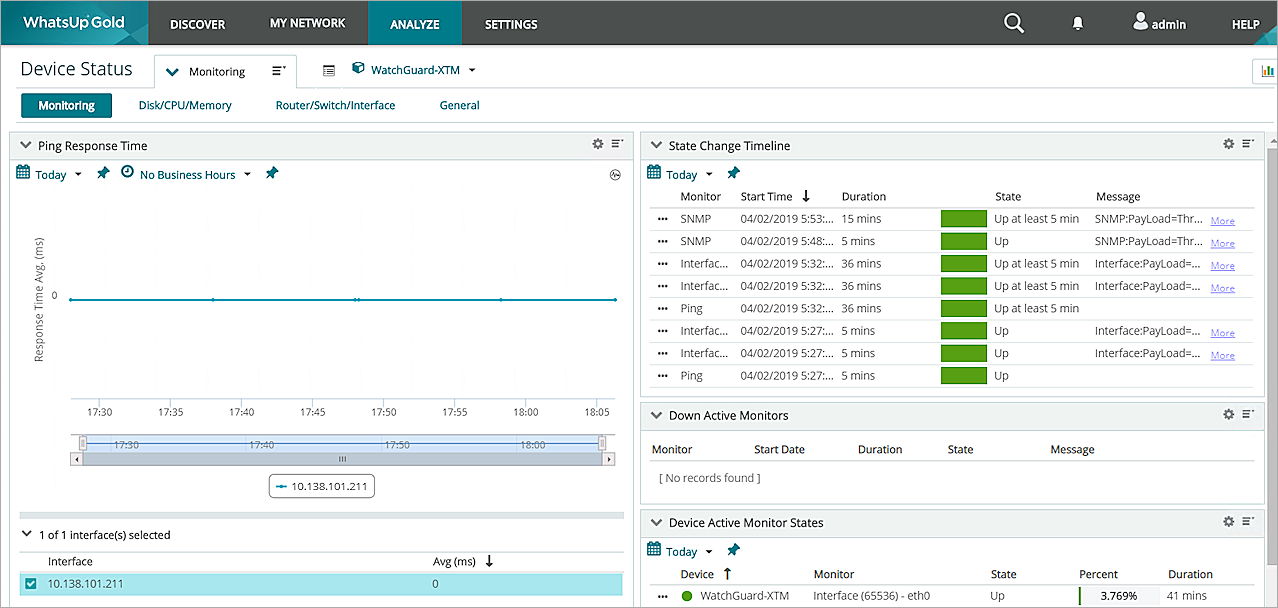 WhatsUp Gold DISCOVER MY NETWORK ANALYZE SETTINGS admin HELP
Device Status Monitoring WatchGuard-XTM
Monitoring Disk/CPU/Memory Router/Switch/Interface General
Ping Response Time
Today No Business Hours
Response Time Avg. (ms)
0
17:30 17:35 17:40 17:45 17:50 17:55 18:00 18:05
17:30 17:40 17:50 18:00
10.138.101.211
1 of 1 interface(s) selected
Interface Avg (ms)
10.138.101.211 0
State Change Timeline
Today
Monitor Start Time Duration State Message
SNMP 04/02/2019 5:53:... 15 mins Up at least 5 min SNMP:PayLoad=Thr... More
SNMP 04/02/2019 5:48:... 5 mins Up SNMP:PayLoad=Thr... More
Interfac... 04/02/2019 5:32:... 36 mins Up at least 5 min Interface:PayLoad=... More
Interfac... 04/02/2019 5:32:... 36 mins Up at least 5 min Interface:PayLoad=... More
Ping 04/02/2019 5:32:... 36 mins Up at least 5 min
Interfac... 04/02/2019 5:27:... 5 mins Up Interface:PayLoad=... More
Interfac... 04/02/2019 5:27:... 5 mins Up Interface:PayLoad=... More
Ping 04/02/2019 5:27:... 5 mins Up
Down Active Monitors
Monitor Start Date Duration State Message
[ No records found ]
Device Active Monitor States
Today
Device Monitor State Percent Duration
WatchGuard-XTM Interface (65536) - eth0 Up 3.769% 41 mins